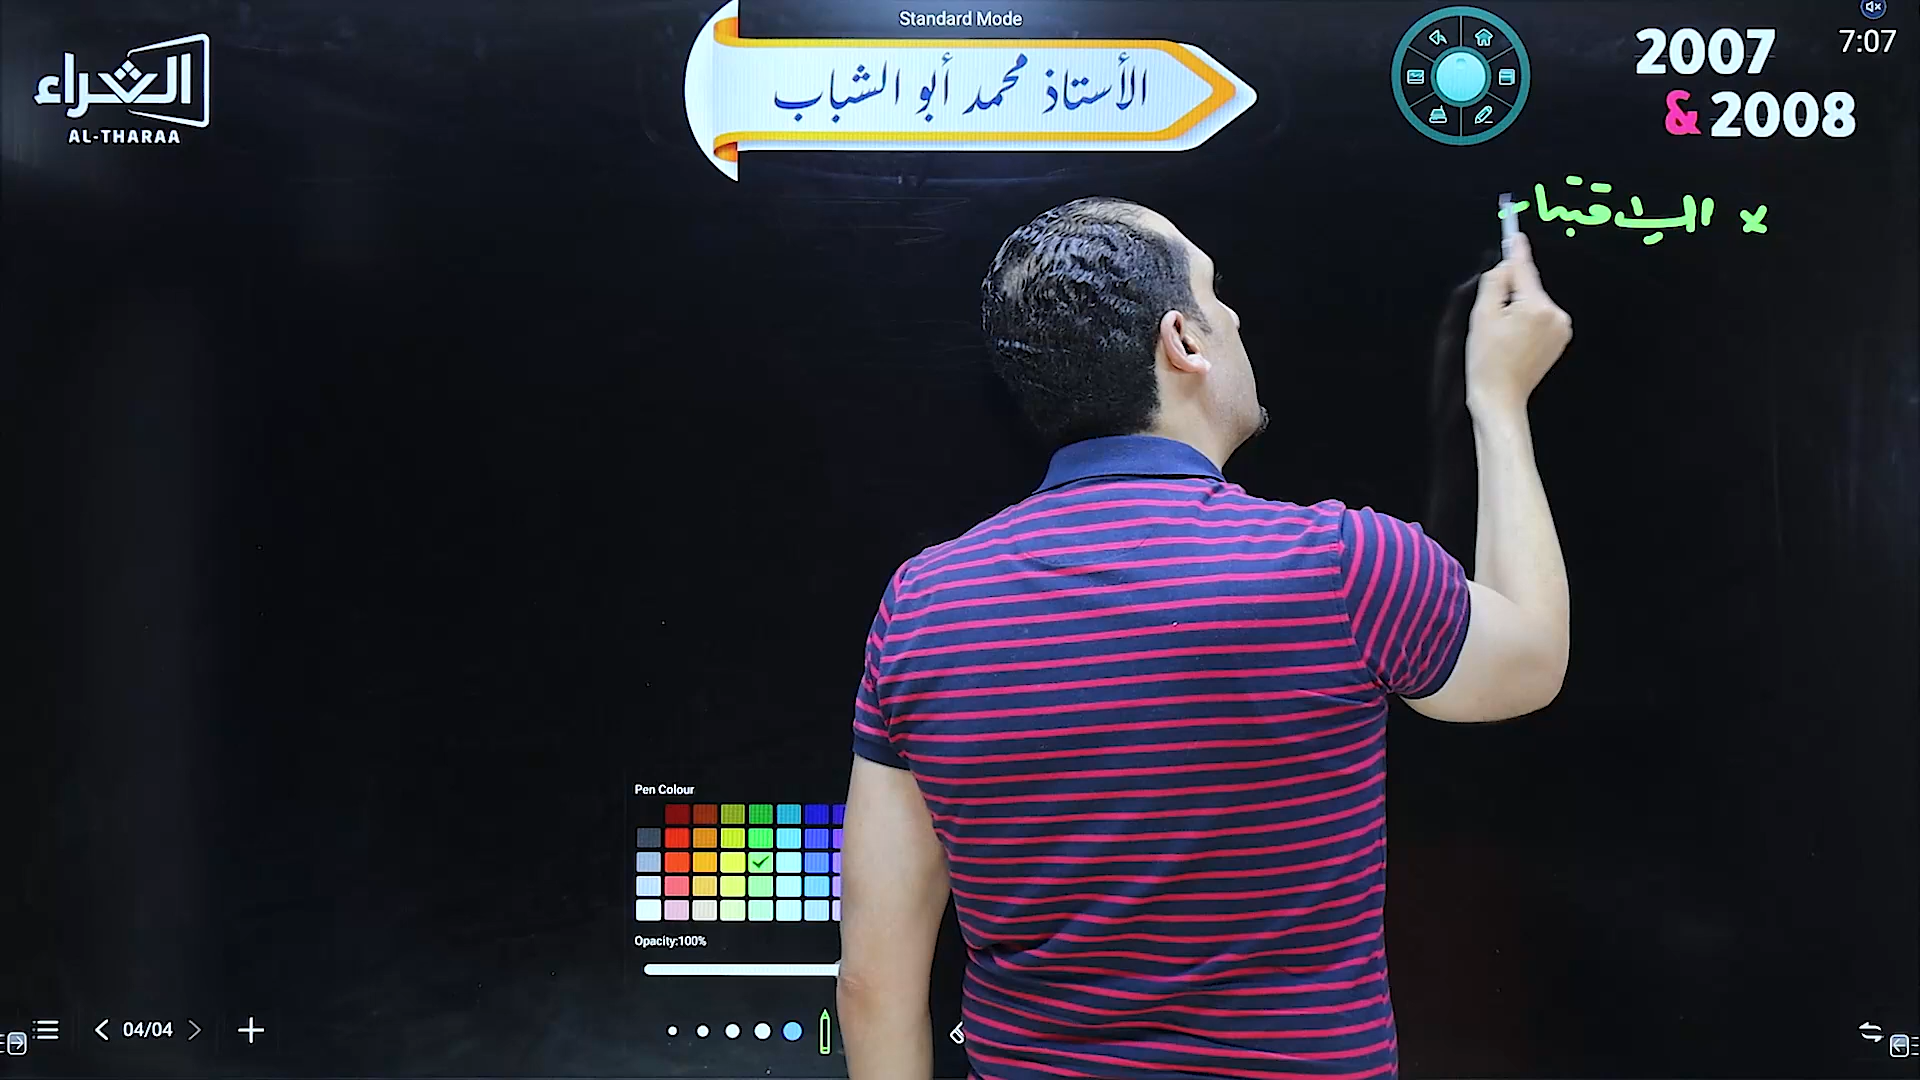 Standard Mode
الثراء
AL-THARAA
الأستاذ محمد أبو الشباب
2007
& 2008
7:07
Pen Colour
Opacity:100%
04/04